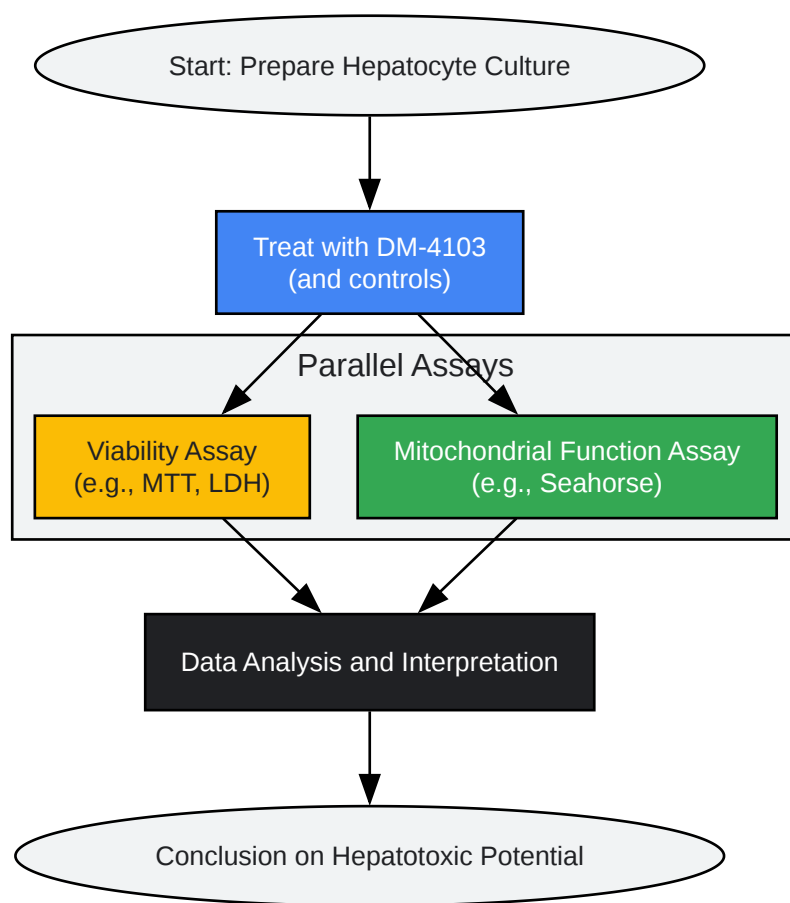 Start: Prepare Hepatocyte Culture
Treat with DM-4103
(and controls)
Parallel Assays
Viability Assay
(e.g., MTT, LDH)
Mitochondrial Function Assay
(e.g., Seahorse)
Data Analysis and Interpretation
Conclusion on Hepatotoxic Potential